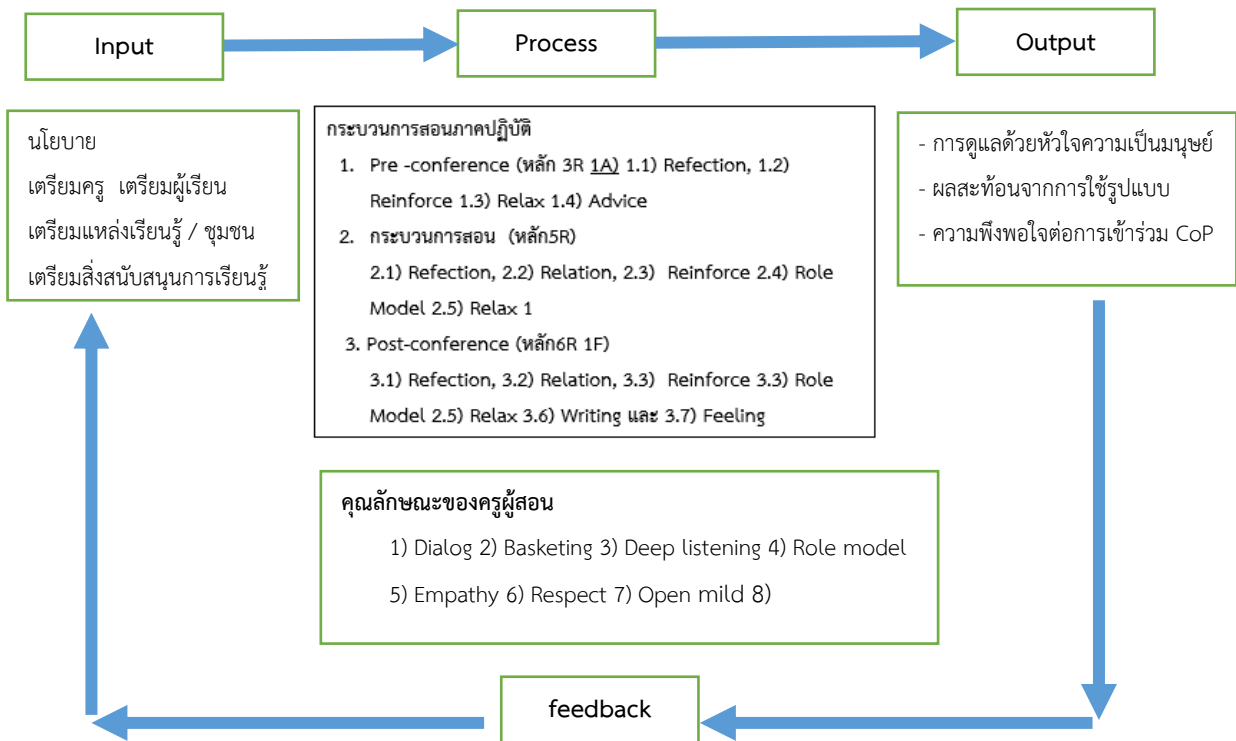 Input
Process
Output
นโยบาย
เตรียมครู เตรียมผู้เรียน
เตรียมแหล่งเรียนรู้ / ชุมชน
เตรียมสิ่งสนับสนุนการเรียนรู้
กระบวนการสอนภาคปฏิบัติ
1. Pre -conference (หลัก 3R 1A) 1.1) Refection, 1.2)
Reinforce 1.3) Relax 1.4) Advice
2. กระบวนการสอน (หลัก5R)
2.1) Refection, 2.2) Relation, 2.3) Reinforce 2.4) Role
Model 2.5) Relax 1
3. Post-conference (หลัก6R 1F)
3.1) Refection, 3.2) Relation, 3.3) Reinforce 3.3) Role
Model 2.5) Relax 3.6) Writing และ 3.7) Feeling
- การดูแลด้วยหัวใจความเป็นมนุษย์
- ผลสะท้อนจากการใช้รูปแบบ
- ความพึงพอใจต่อการเข้าร่วม CoP
คุณลักษณะของครูผู้สอน
1) Dialog 2) Basketing 3) Deep listening 4) Role model
5) Empathy 6) Respect 7) Open mild 8)
feedback